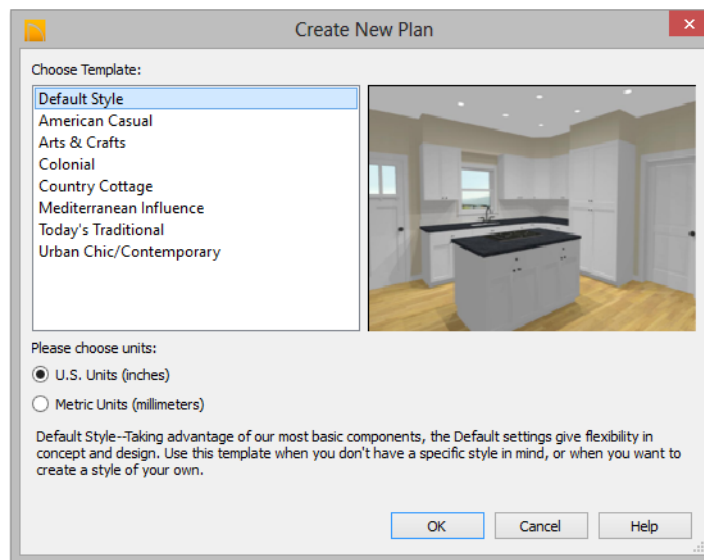 Create New Plan
Choose Template:
Default Style
American Casual
Arts & Crafts
Colonial
Country Cottage
Mediterranean Influence
Today's Traditional
Urban Chic/Contemporary
Please choose units:
U.S. Units (inches)
Metric Units (millimeters)
Default Style--Taking advantage of our most basic components, the Default settings give flexibility in
concept and design. Use this template when you don't have a specific style in mind, or when you want to
create a style of your own.
OK Cancel Help